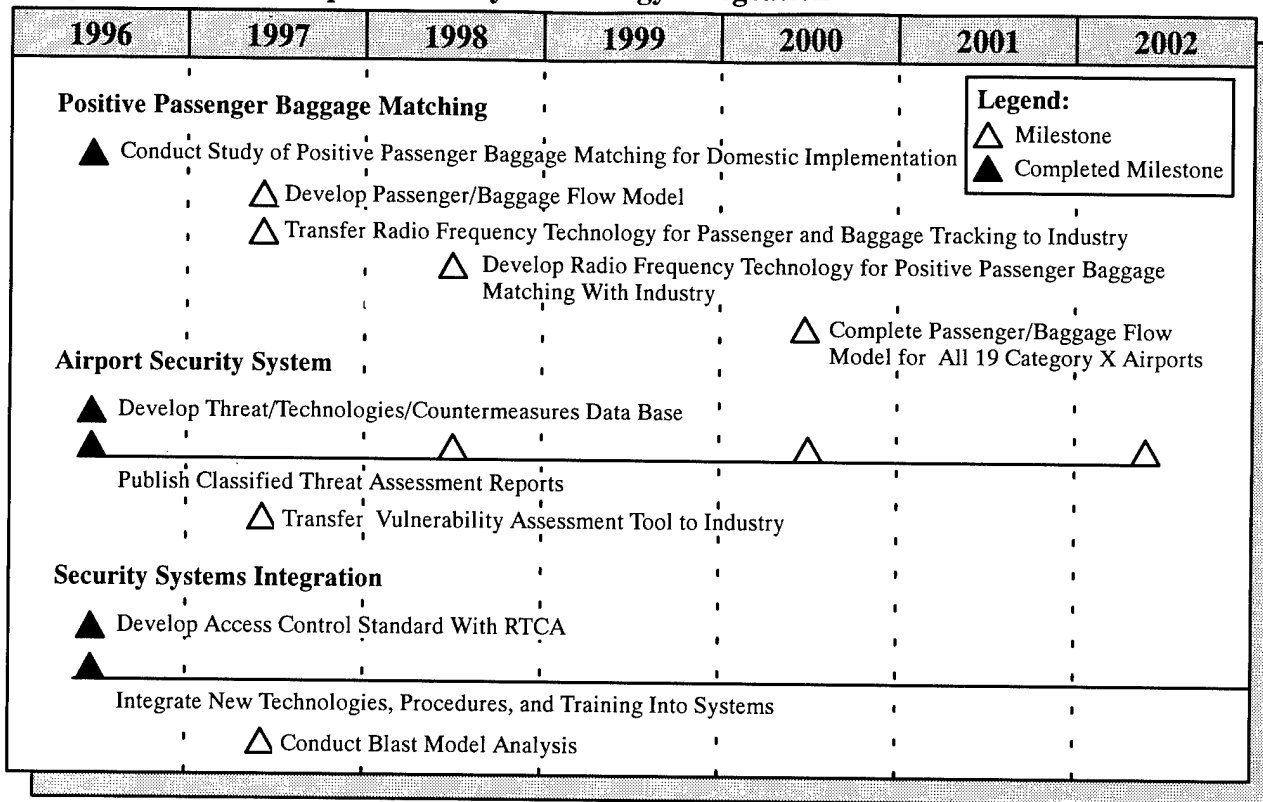 1996 1997 1998 1999 2000 2001 2002
Legend:
Milestone
Completed Milestone
Positive Passenger Baggage Matching
Conduct Study of Positive Passenger Baggage Matching for Domestic Implementation
Develop Passenger/Baggage Flow Model
Transfer Radio Frequency Technology for Passenger and Baggage Tracking to Industry
Develop Radio Frequency Technology for Positive Passenger Baggage
Matching With Industry
Complete Passenger/Baggage Flow
Model for All 19 Category X Airports
Airport Security System
Develop Threat/Technologies/Countermeasures Data Base
Publish Classified Threat Assessment Reports
Transfer Vulnerability Assessment Tool to Industry
Security Systems Integration
Develop Access Control Standard With RTCA
Integrate New Technologies, Procedures, and Training Into Systems
Conduct Blast Model Analysis